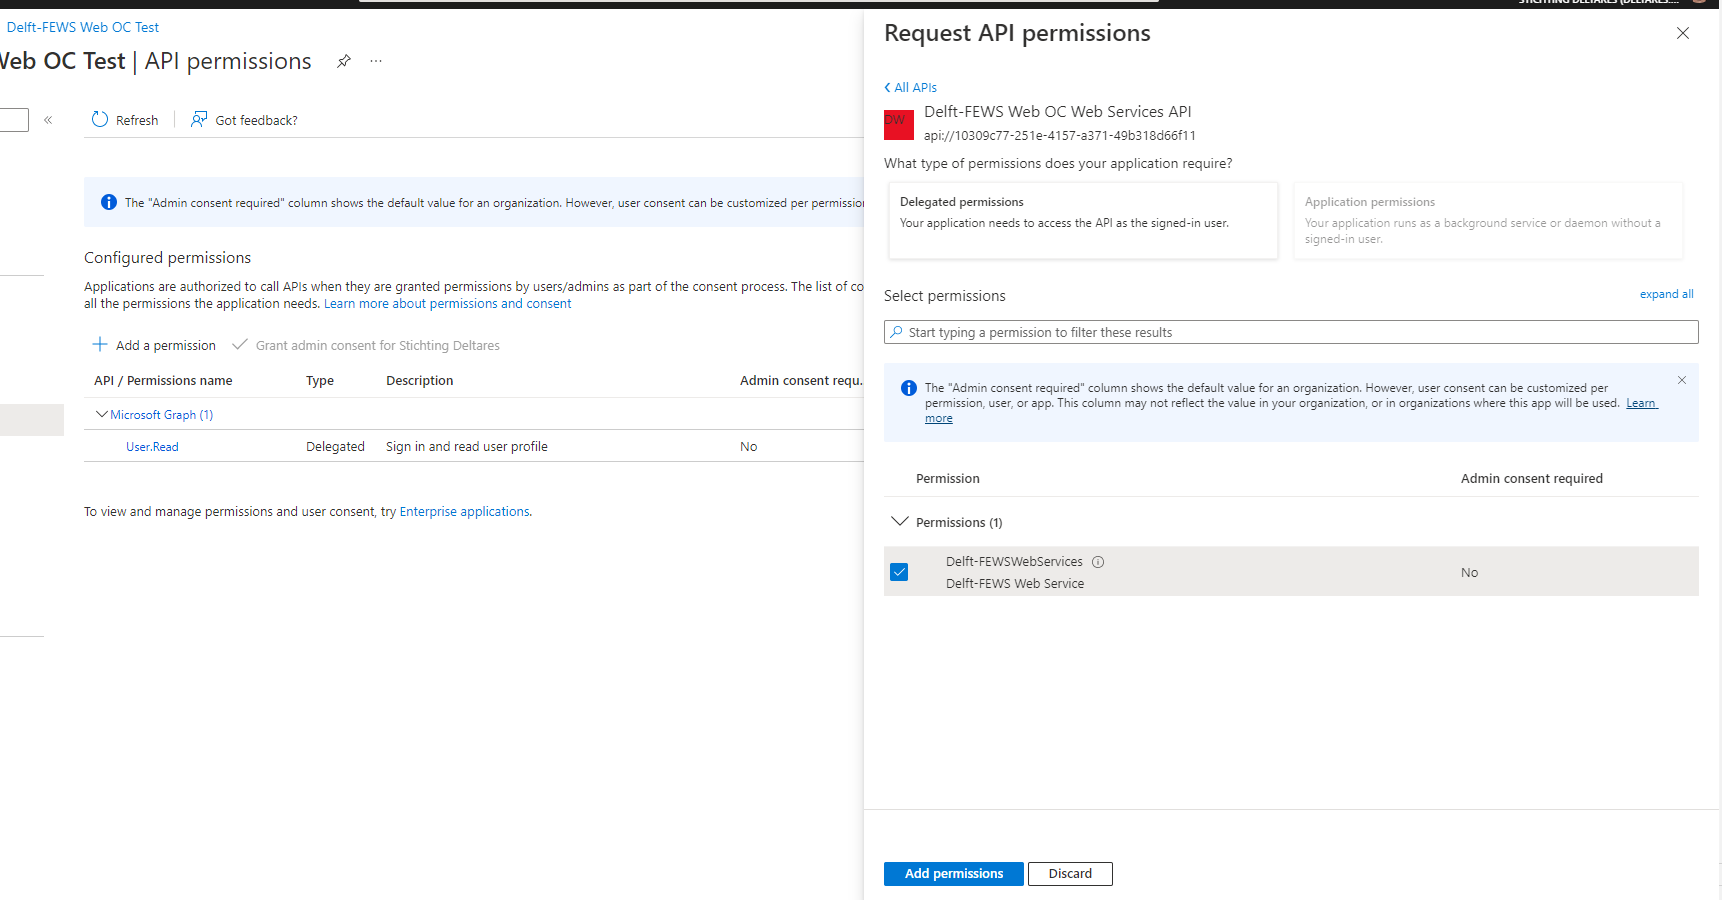 STICHTING DELTARES (DELTARES....
Delft-FEWS Web OC Test
Web OC Test | API permissions
Refresh
Got feedback?
The "Admin consent required" column shows the default value for an organization. However, user consent can be customized per permission
Configured permissions
Applications are authorized to call APIs when they are granted permissions by users/admins as part of the consent process. The list of co
all the permissions the application needs. Learn more about permissions and consent
Add a permission
Grant admin consent for Stichting Deltares
API / Permissions name Type Description Admin consent requ...
Microsoft Graph (1)
User.Read Delegated Sign in and read user profile No
To view and manage permissions and user consent, try Enterprise applications.
Request API permissions
All APIs
DW
Delft-FEWS Web OC Web Services API
api://10309c77-251e-4157-a371-49b318d66f11
What type of permissions does your application require?
Delegated permissions
Your application needs to access the API as the signed-in user.
Application permissions
Your application runs as a background service or daemon without a
signed-in user.
Select permissions
expand all
Start typing a permission to filter these results
The "Admin consent required" column shows the default value for an organization. However, user consent can be customized per
permission, user, or app. This column may not reflect the value in your organization, or in organizations where this app will be used. Learn
more
Permission Admin consent required
Permissions (1)
Delft-FEWSWebServices
Delft-FEWS Web Service
No
Add permissions
Discard